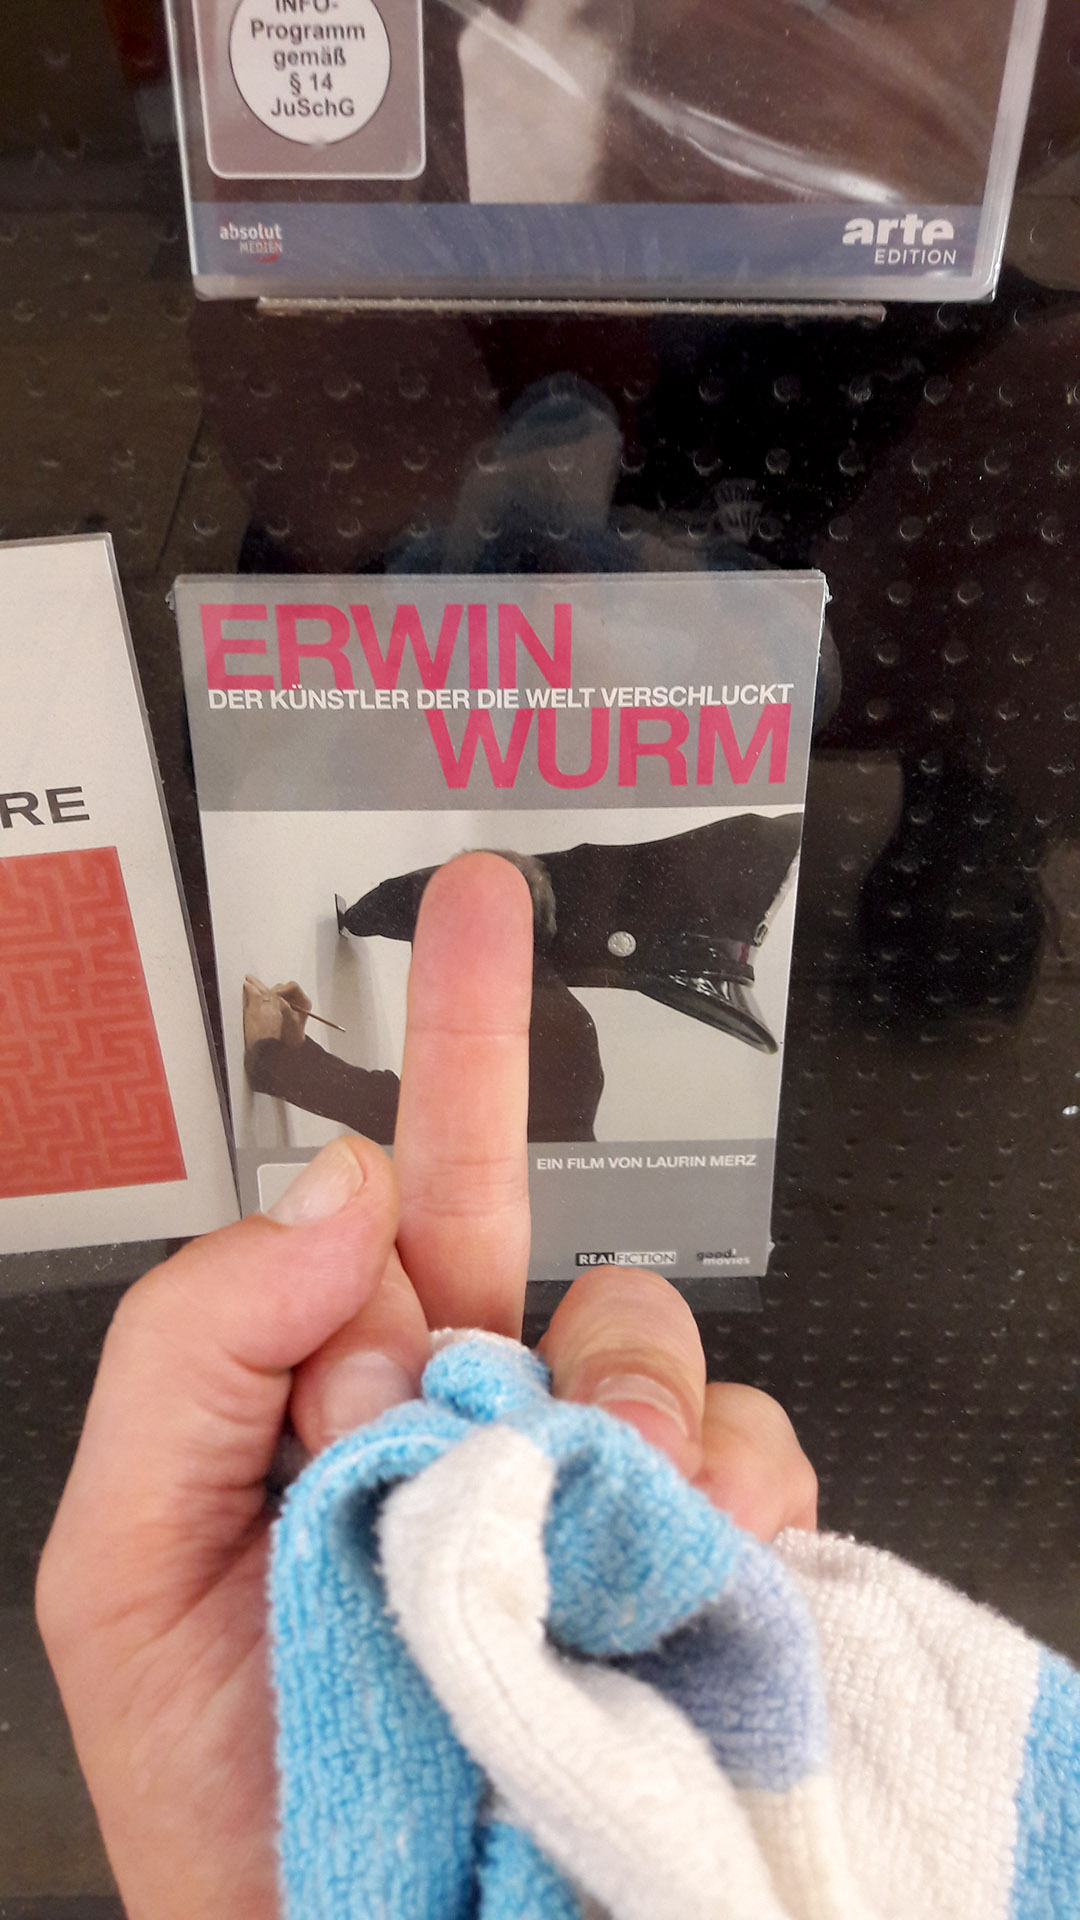 INFO-
Programm
gemäß
§ 14
JuSchG
absolut
MEDIEN
arte
EDITION
ERWIN
DER KÜNSTLER DER DIE WELT VERSCHLUCKT
WURM
RE
EIN FILM VON LAURIN MERZ
REALFICTION
good!
movies